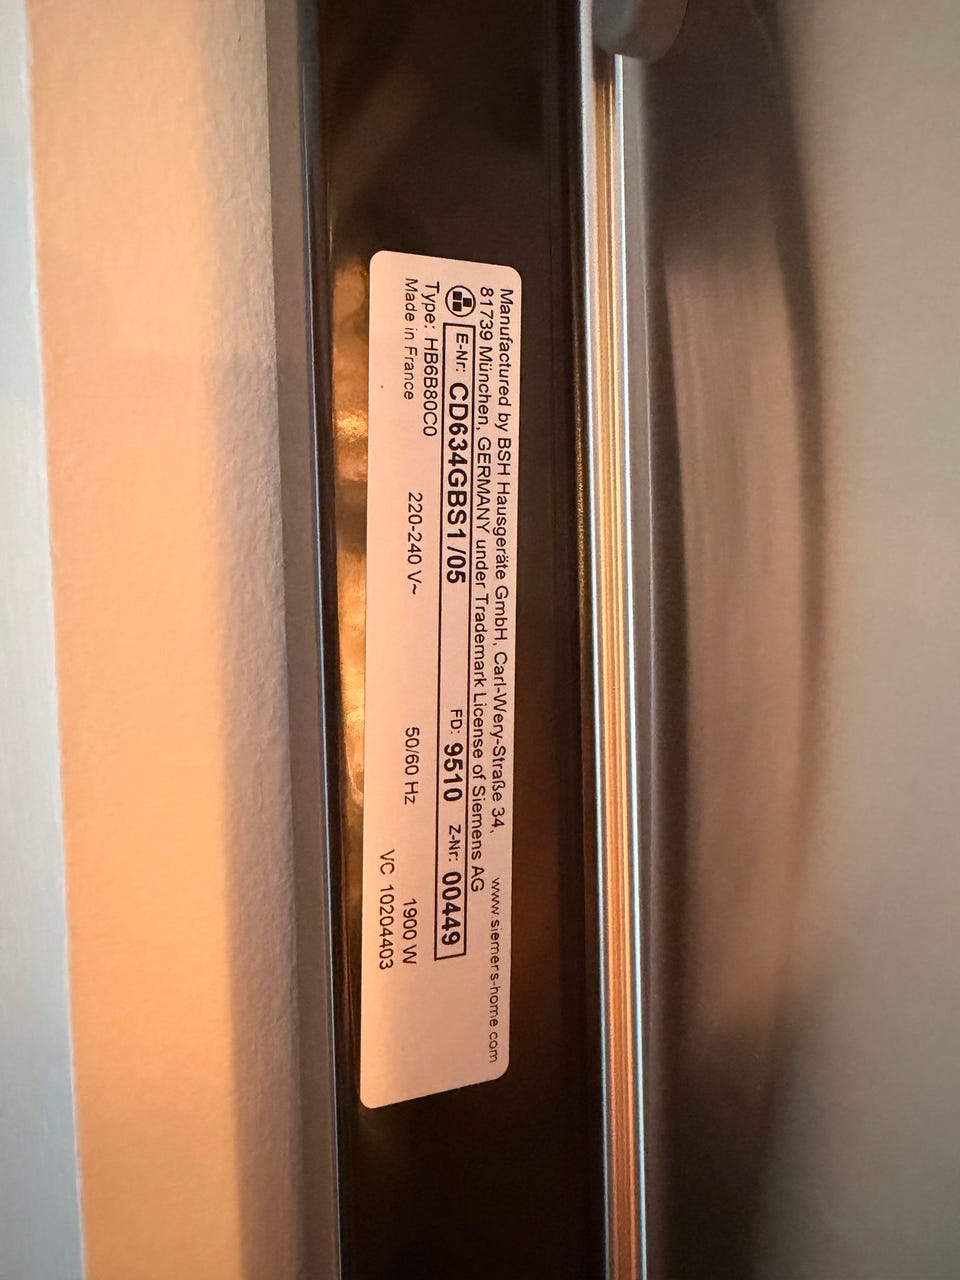 Manufactured by BSH Hausgeräte GmbH, Carl-Wery-Straße 34, www.siemens-home.com
81739 München, GERMANY under Trademark License of Siemens AG
E-Nr: CD634GBS1 /05 FD: 9510 Z-Nr: 00449
Type: HB6B80C0 220-240 V~ 50/60 Hz 1900 W
Made in France VC 10204403